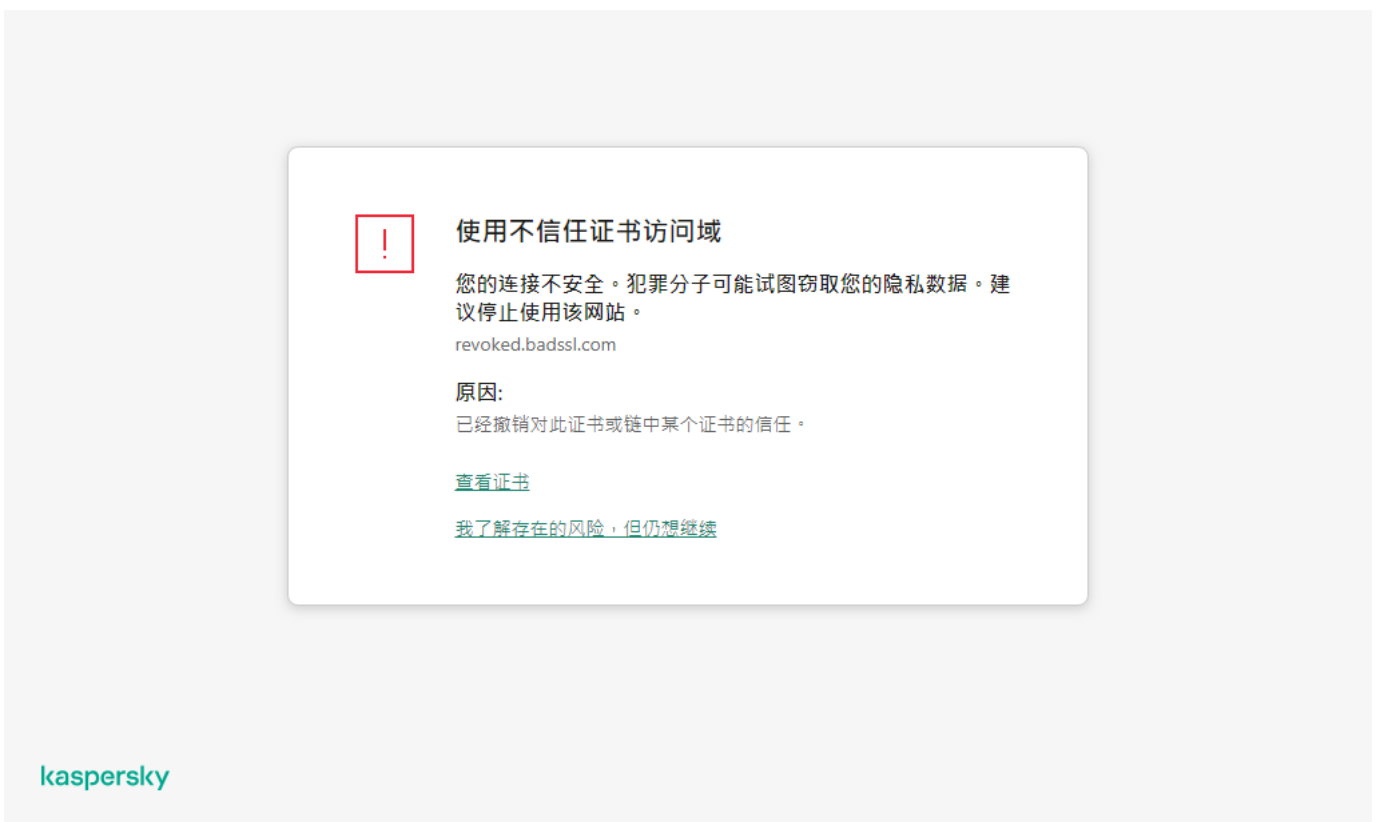 使用不信任证书访问域
您的连接不安全。犯罪分子可能试图窃取您的隐私数据。建
议停止使用该网站。
revoked.badssl.com
原因:
已经撤销对此证书或链中某个证书的信任。
查看证书
我了解存在的风险，但仍想继续
kaspersky